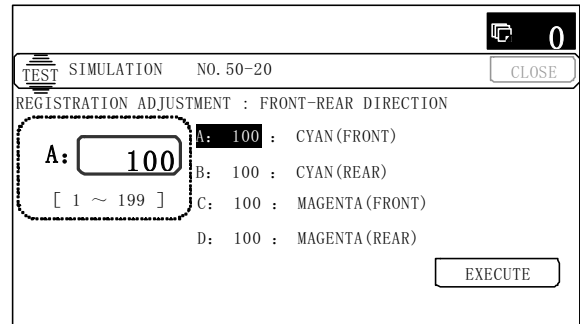 0
TEST SIMULATION NO.50-20 CLOSE
REGISTRATION ADJUSTMENT : FRONT-REAR DIRECTION
A: 100
[ 1 ~ 199 ]
A: 100 : CYAN(FRONT)
B: 100 : CYAN(REAR)
C: 100 : MAGENTA(FRONT)
D: 100 : MAGENTA(REAR)
EXECUTE